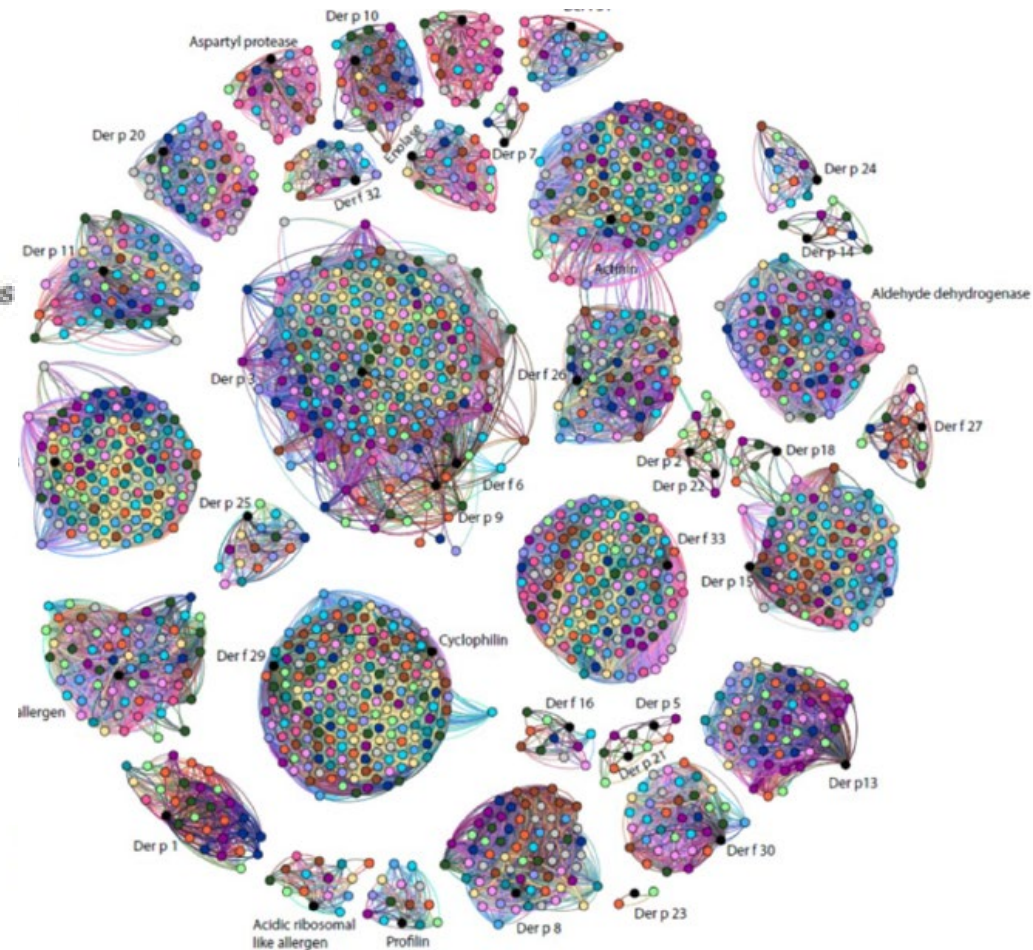 Der p 10
Aspartyl protease
Der p 20
Enolase
Der p 7
Der f 32
Der p 24
Der p 11
Der p 14
Actinin
Aldehyde dehydrogenase
Der p 3
Der f 26
Der f 27
Der p 2
Der p18
Der p 22
Der f 6
Der p 25
Der p 9
Der f 33
Der p 15
Der f 29
Cyclophilin
allergen
Der f 16
Der p 5
Der p 21
Der p13
Der p 1
Der f 30
Der p 23
Acidic ribosomal
like allergen
Profilin
Der p 8